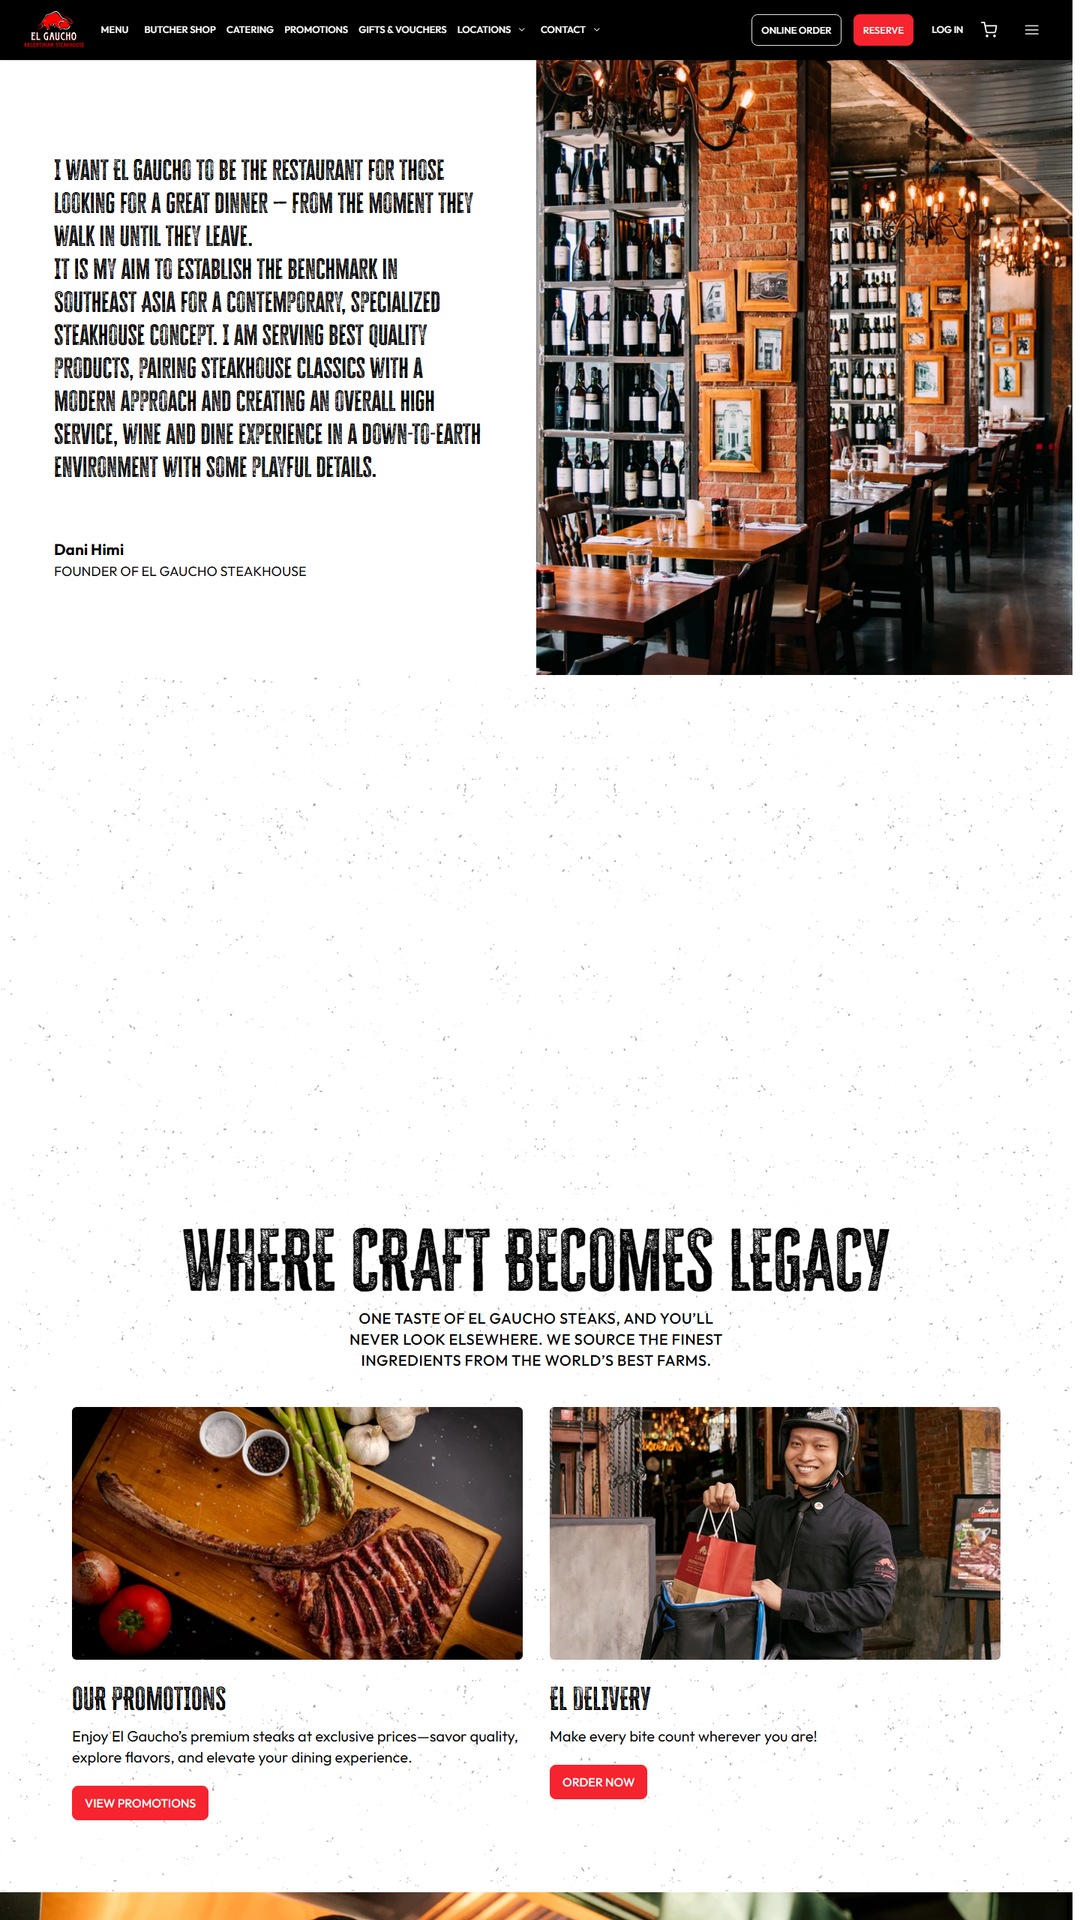 EL GAUCHO
ARGENTINIAN STEAKHOUSE
MENU
BUTCHER SHOP
CATERING
PROMOTIONS
GIFTS & VOUCHERS
LOCATIONS
CONTACT
ONLINE ORDER
RESERVE
LOG IN
I WANT EL GAUCHO TO BE THE RESTAURANT FOR THOSE
LOOKING FOR A GREAT DINNER – FROM THE MOMENT THEY
WALK IN UNTIL THEY LEAVE.
IT IS MY AIM TO ESTABLISH THE BENCHMARK IN
SOUTHEAST ASIA FOR A CONTEMPORARY, SPECIALIZED
STEAKHOUSE CONCEPT. I AM SERVING BEST QUALITY
PRODUCTS, PAIRING STEAKHOUSE CLASSICS WITH A
MODERN APPROACH AND CREATING AN OVERALL HIGH
SERVICE, WINE AND DINE EXPERIENCE IN A DOWN-TO-EARTH
ENVIRONMENT WITH SOME PLAYFUL DETAILS.
Dani Himi
FOUNDER OF EL GAUCHO STEAKHOUSE
WHERE CRAFT BECOMES LEGACY
ONE TASTE OF EL GAUCHO STEAKS, AND YOU’LL
NEVER LOOK ELSEWHERE. WE SOURCE THE FINEST
INGREDIENTS FROM THE WORLD’S BEST FARMS.
Special
OUR PROMOTIONS
Enjoy El Gaucho’s premium steaks at exclusive prices—savor quality,
explore flavors, and elevate your dining experience.
VIEW PROMOTIONS
EL DELIVERY
Make every bite count wherever you are!
ORDER NOW